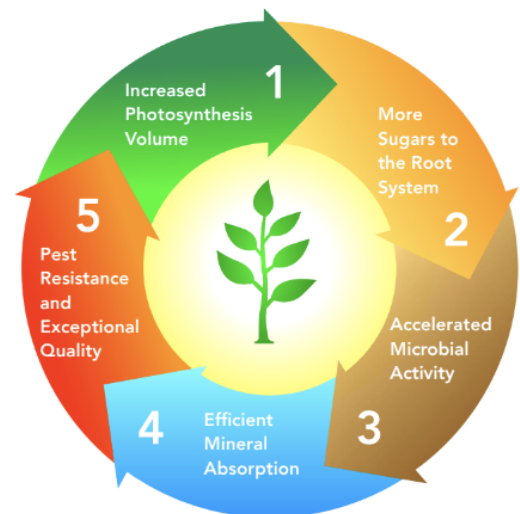 1
Increased
Photosynthesis
Volume
More
Sugars to
the Root
System
2
Accelerated
Microbial
Activity
3
Efficient
Mineral
Absorption
4
5
Pest
Resistance
and
Exceptional
Quality